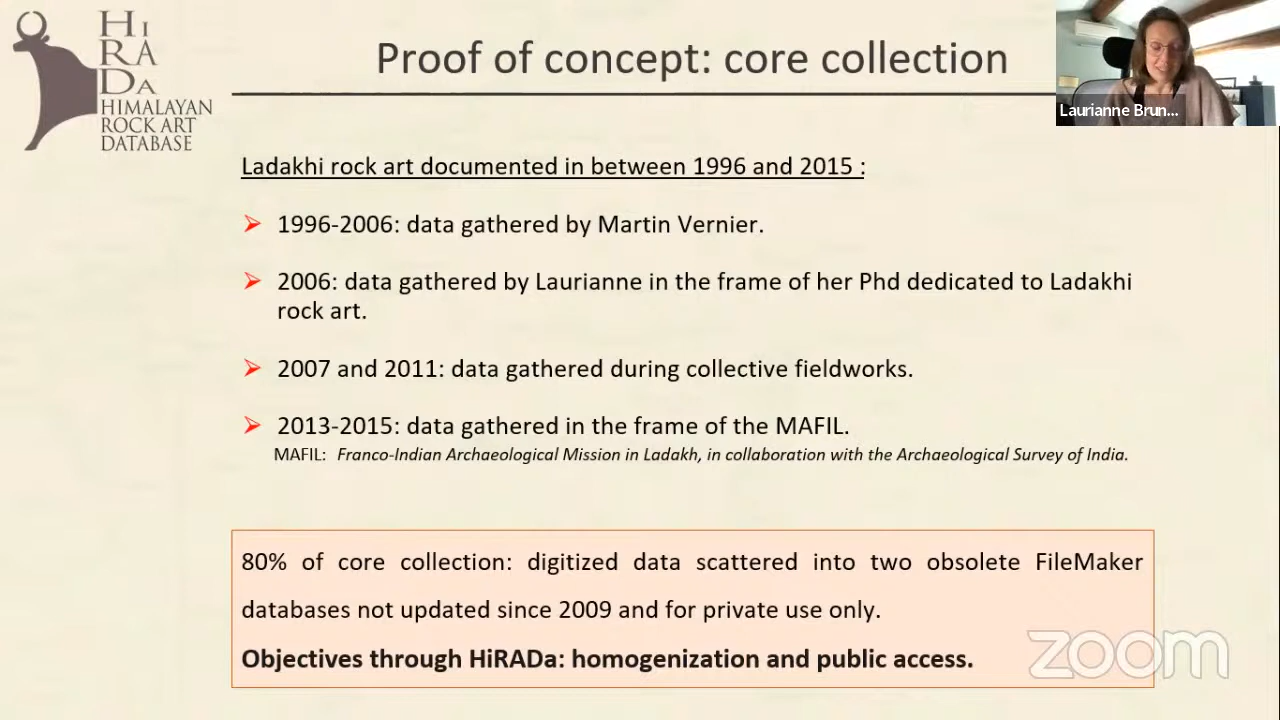 Hi
RA
Da
HIMALAYAN
ROCK ART
DATABASE
Proof of concept: core collection
Laurianne Brun...
Ladakhi rock art documented in between 1996 and 2015 :
1996-2006: data gathered by Martin Vernier.
2006: data gathered by Laurianne in the frame of her Phd dedicated to Ladakhi
rock art.
2007 and 2011: data gathered during collective fieldworks.
2013-2015: data gathered in the frame of the MAFIL.
MAFIL: Franco-Indian Archaeological Mission in Ladakh, in collaboration with the Archaeological Survey of India.
80% of core collection: digitized data scattered into two obsolete FileMaker
databases not updated since 2009 and for private use only.
Objectives through HiRADa: homogenization and public access.
zoom